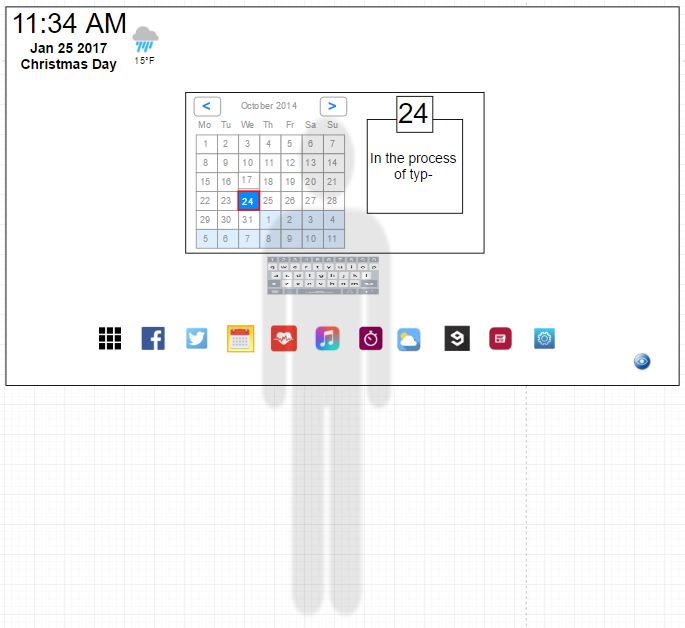 11:34 AM
Jan 25 2017
Christmas Day
15°F
< October 2014 >
Mo Tu We Th Fr Sa Su
1 2 3 4 5 6 7
8 9 10 11 12 13 14
15 16 17 18 19 20 21
22 23 24 25 26 27 28
29 30 31 1 2 3 4
5 6 7 8 9 10 11
24
In the process
of typ-
q w e r t y u i o p
a s d f g h j k l
z x c v b n m